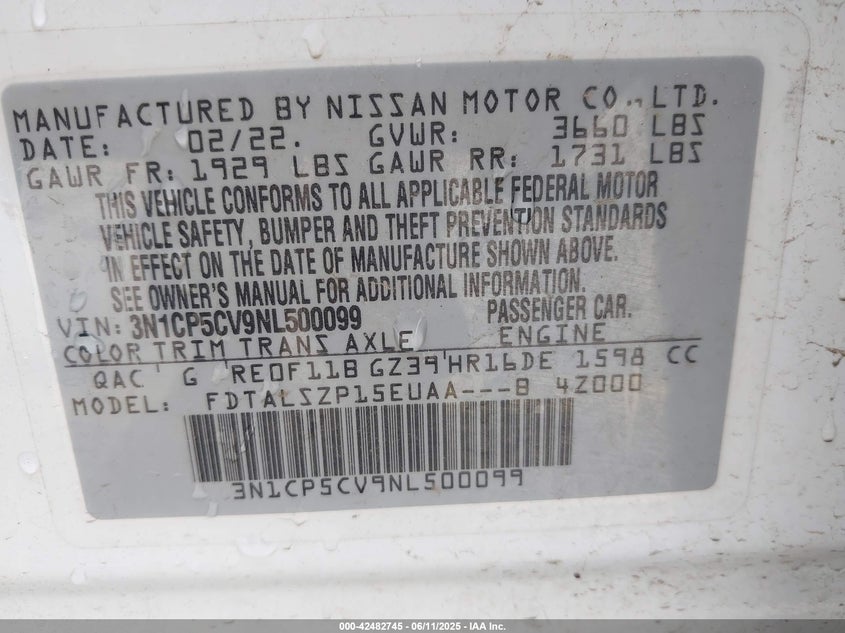 MANUFACTURED BY NISSAN MOTOR CO., LTD.
DATE: 02/22. GVWR: 3660 LBS
GAWR FR: 1929 LBS GAWR RR: 1731 LBS
THIS VEHICLE CONFORMS TO ALL APPLICABLE FEDERAL MOTOR
VEHICLE SAFETY, BUMPER AND THEFT PREVENTION STANDARDS
IN EFFECT ON THE DATE OF MANUFACTURE SHOWN ABOVE.
SEE OWNER'S MANUAL FOR ADDITIONAL INFORMATION.
VIN: 3N1CP5CV9NL500099 PASSENGER CAR.
COLOR TRIM TRANS AXLE ENGINE
QAC G RE0F11B GZ39 HR16DE 1598 CC
MODEL: FDTALSZP15EUAA---8 4Z000
3N1CP5CV9NL500099
000-42482745 - 06/11/2025 - IAA Inc.